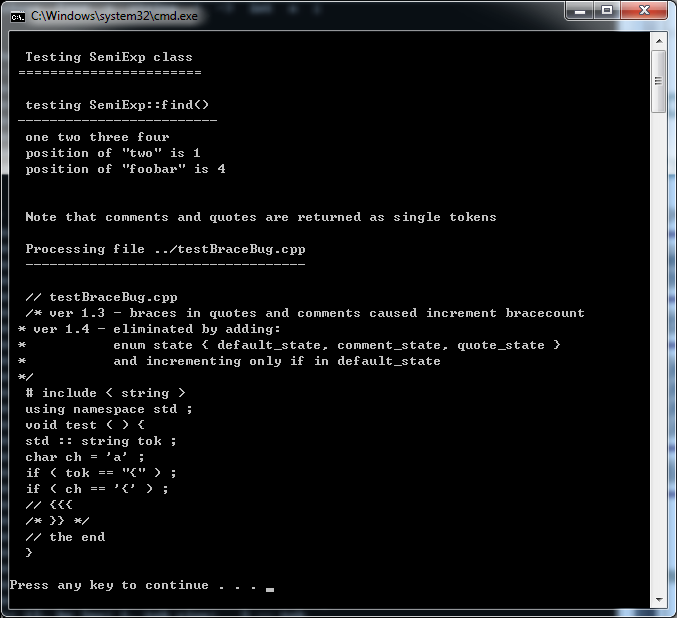 C:\Windows\system32\cmd.exe
Testing SemiExp class
=======================
testing SemiExp::find()
-------------------------
one two three four
position of "two" is 1
position of "foobar" is 4
Note that comments and quotes are returned as single tokens
Processing file ../testBraceBug.cpp
-----------------------------------
// testBraceBug.cpp
/* ver 1.3 - braces in quotes and comments caused increment bracecount
* ver 1.4 - eliminated by adding:
*           enum state { default_state, comment_state, quote_state }
*           and incrementing only if in default_state
*/
# include < string >
using namespace std ;
void test ( ) {
std :: string tok ;
char ch = 'a' ;
if ( tok == "{" ) ;
if ( ch == '{' ) ;
// {{{
/* }} */
// the end
}
Press any key to continue . . . _